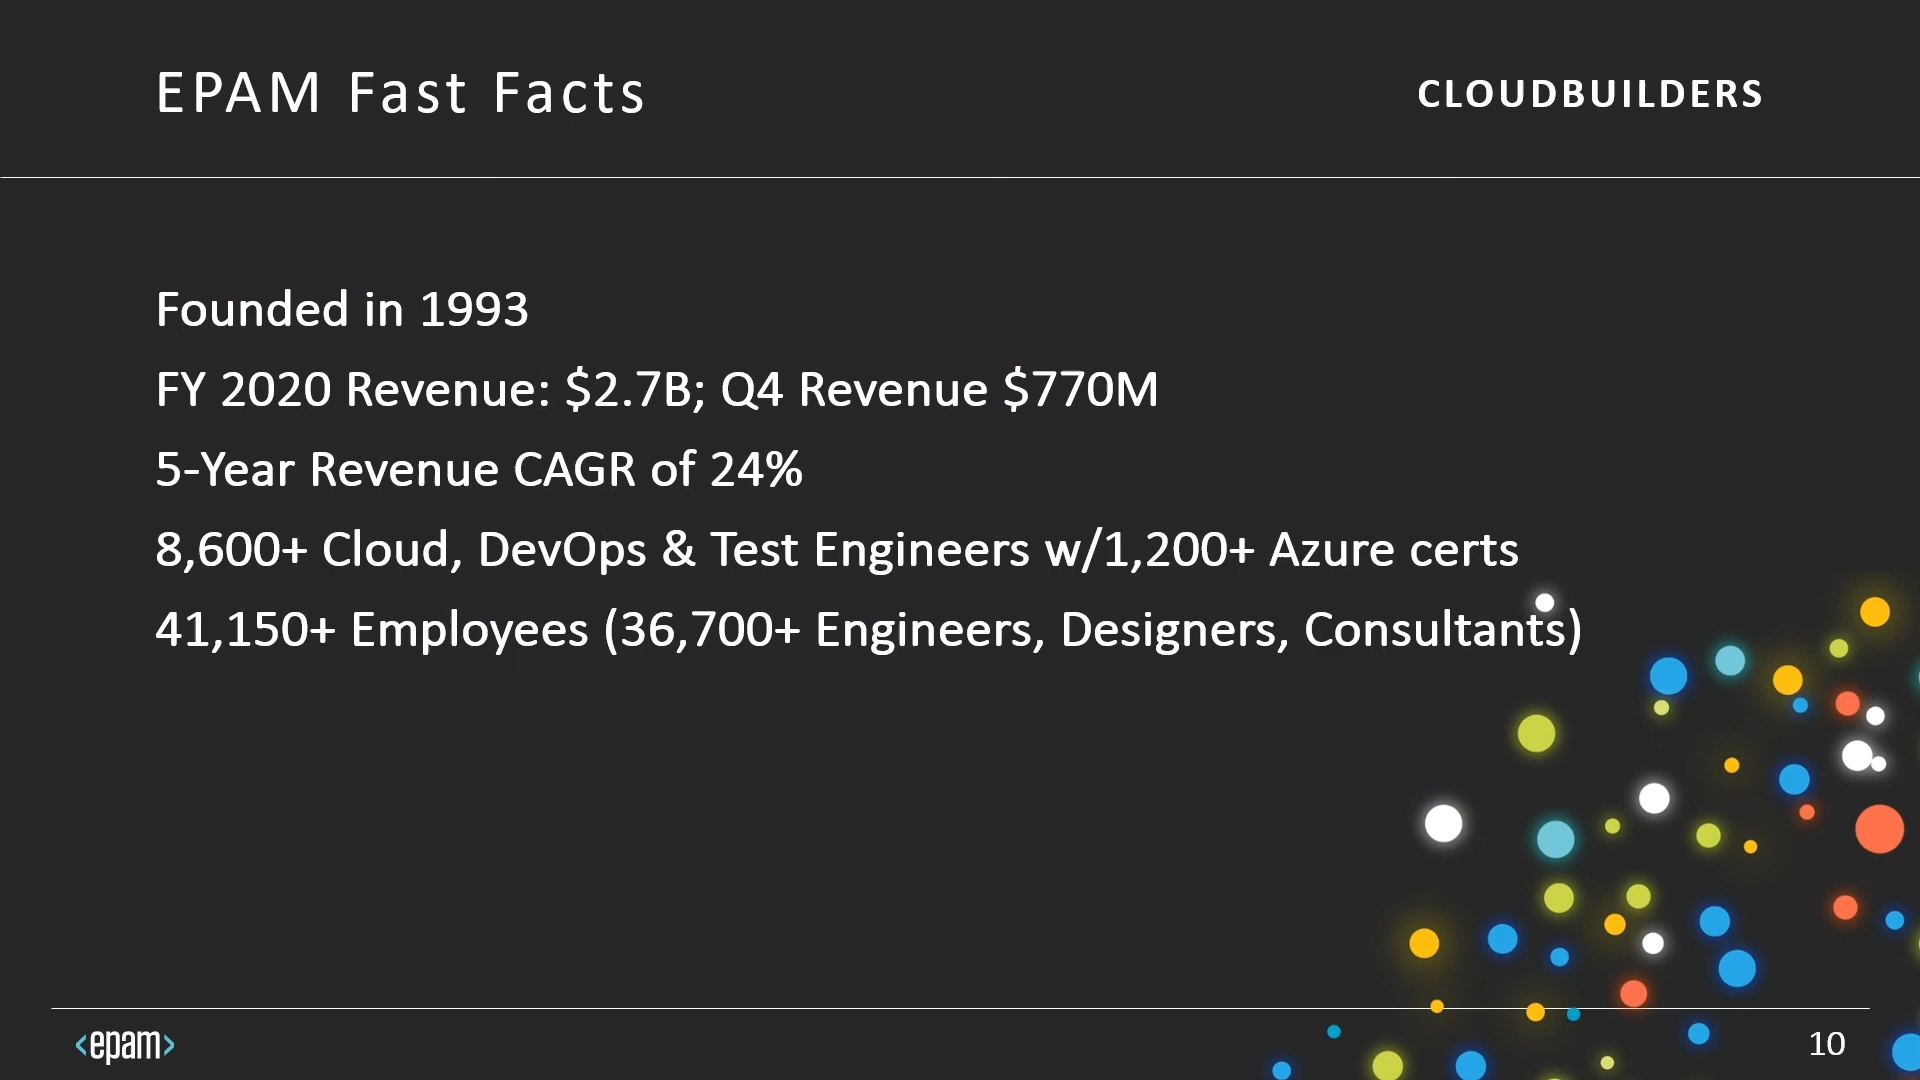 EPAM Fast Facts
CLOUDBUILDERS
Founded in 1993
FY 2020 Revenue: $2.7B; Q4 Revenue $770M
5-Year Revenue CAGR of 24%
8,600+ Cloud, DevOps & Test Engineers w/1,200+ Azure certs
41,150+ Employees (36,700+ Engineers, Designers, Consultants)
<epam>
10